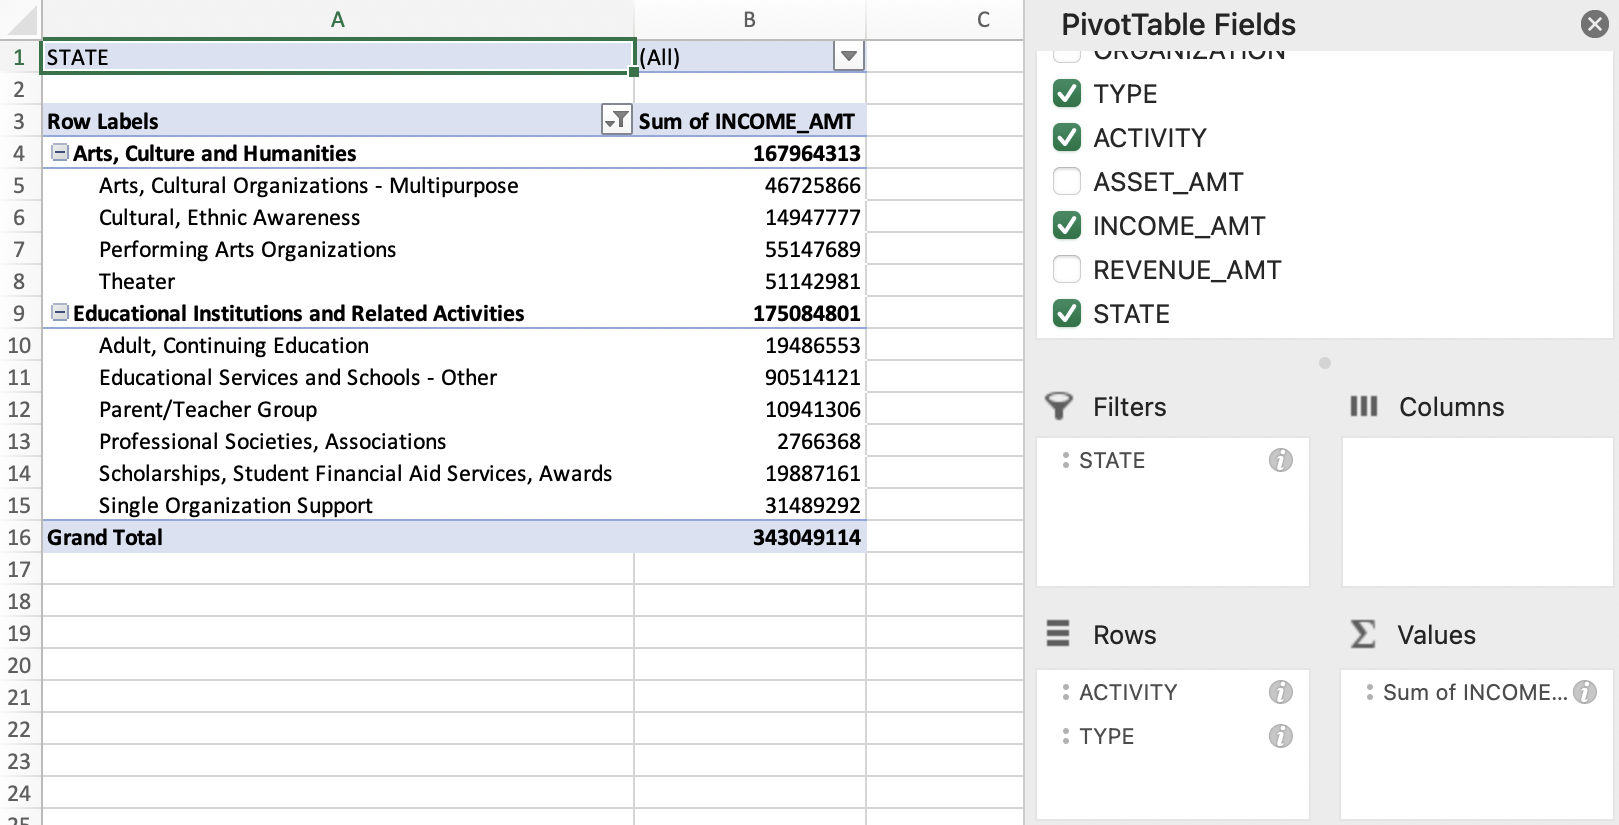 A B C
1 STATE (All)
2
3 Row Labels Sum of INCOME_AMT
4 Arts, Culture and Humanities 167964313
5 Arts, Cultural Organizations - Multipurpose 46725866
6 Cultural, Ethnic Awareness 14947777
7 Performing Arts Organizations 55147689
8 Theater 51142981
9 Educational Institutions and Related Activities 175084801
10 Adult, Continuing Education 19486553
11 Educational Services and Schools - Other 90514121
12 Parent/Teacher Group 10941306
13 Professional Societies, Associations 2766368
14 Scholarships, Student Financial Aid Services, Awards 19887161
15 Single Organization Support 31489292
16 Grand Total 343049114
17
18
19
20
21
22
23
24
25
PivotTable Fields
ORGANIZATION
TYPE
ACTIVITY
ASSET_AMT
INCOME_AMT
REVENUE_AMT
STATE
Filters
STATE
Columns
Rows
ACTIVITY
TYPE
Values
Sum of INCOME...